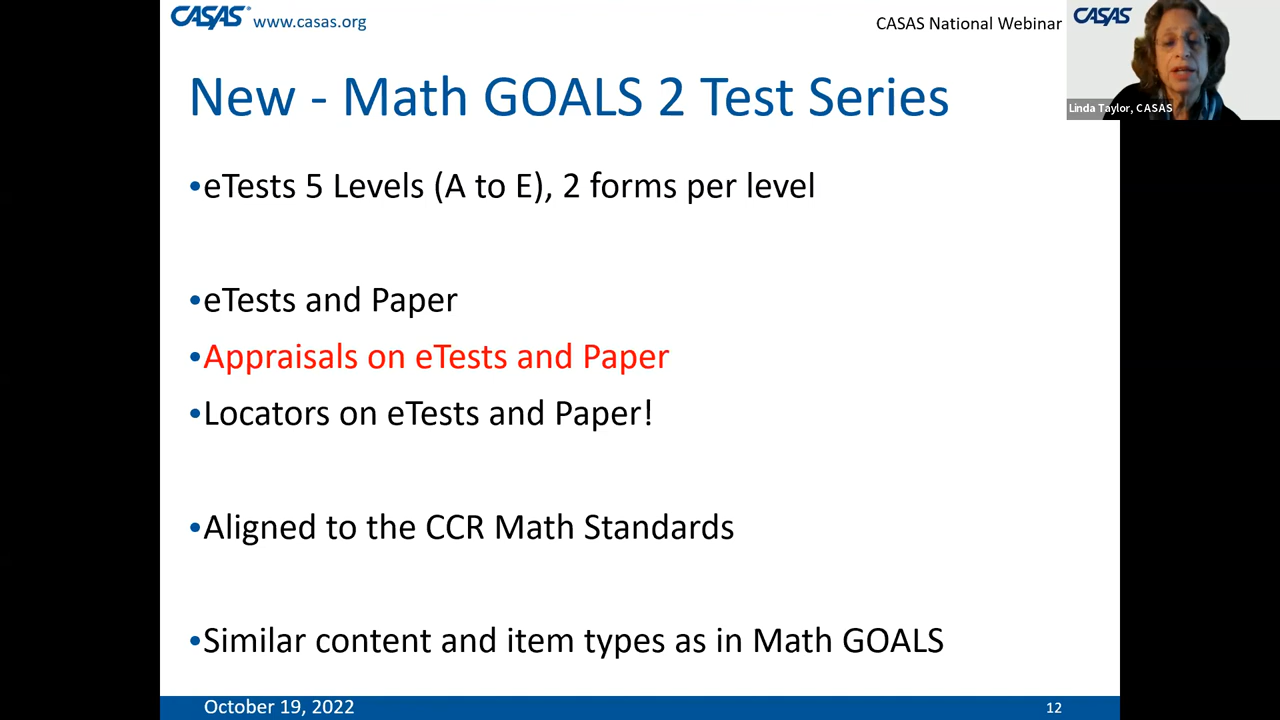 CASAS www.casas.org
CASAS National Webinar
CASAS
Linda Taylor, CASAS
New - Math GOALS 2 Test Series
•eTests 5 Levels (A to E), 2 forms per level
•eTests and Paper
•Appraisals on eTests and Paper
•Locators on eTests and Paper!
•Aligned to the CCR Math Standards
•Similar content and item types as in Math GOALS
October 19, 2022
12